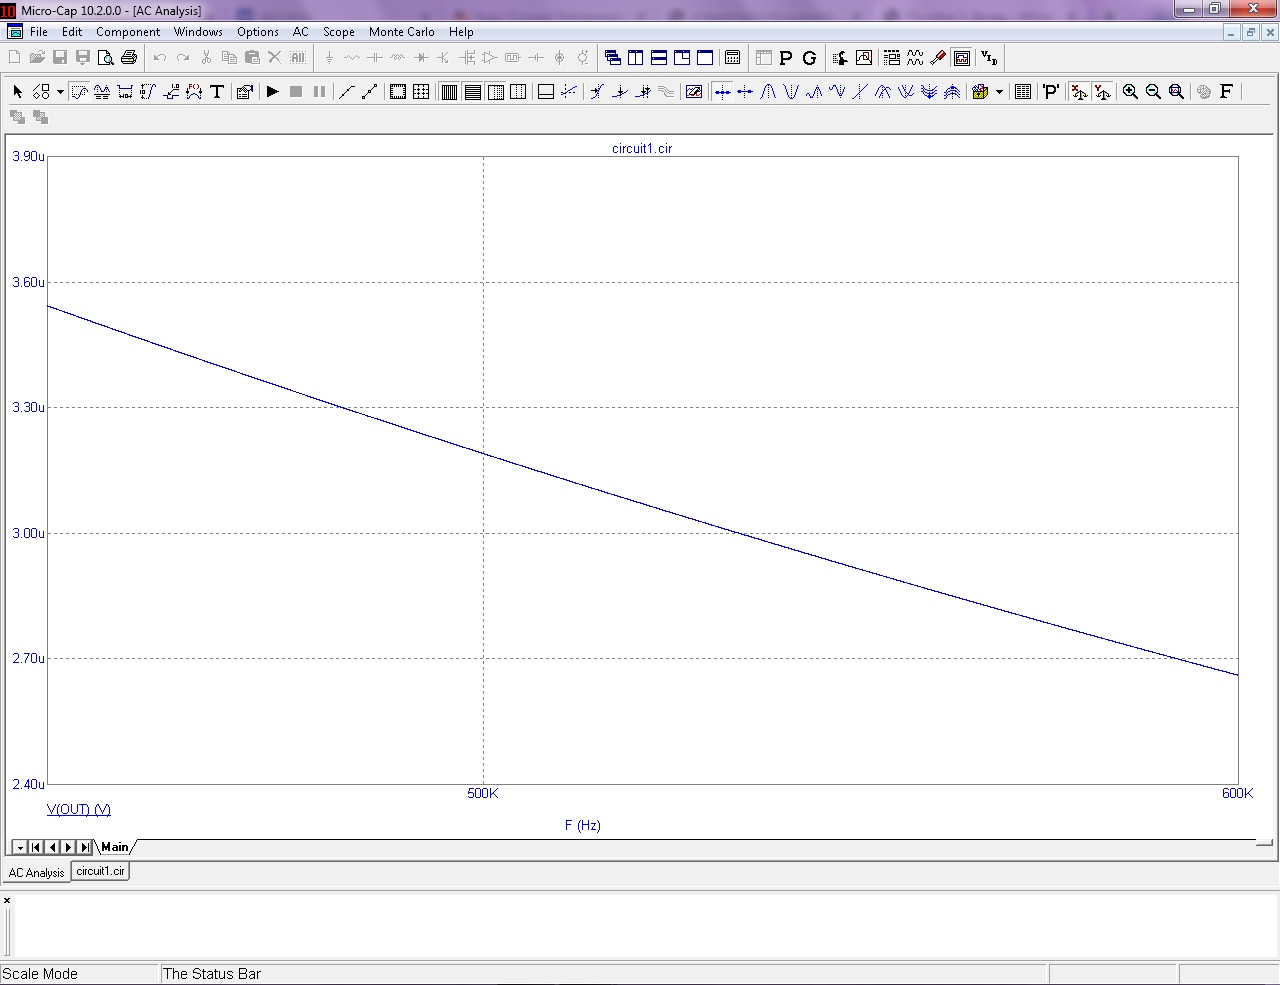 10 Micro-Cap 10.2.0.0 - [AC Analysis]
File Edit Component Windows Options AC Scope Monte Carlo Help
P G
T 'P' F
circuit1.cir
3.90u
3.60u
3.30u
3.00u
2.70u
2.40u
500K 600K
V(OUT) (V)
F (Hz)
Main
AC Analysis circuit1.cir
Scale Mode The Status Bar